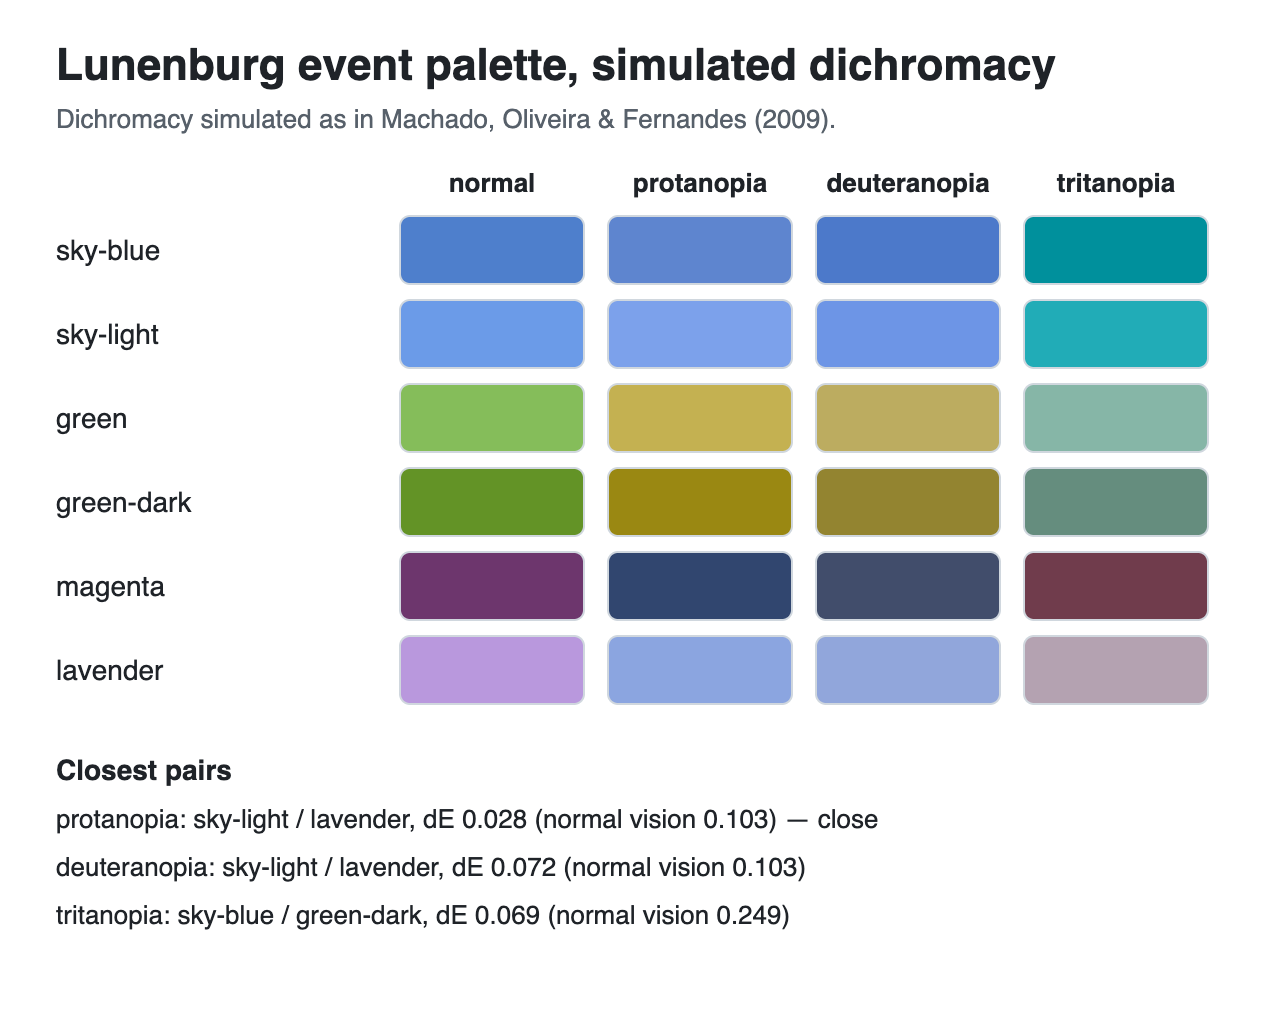 Lunenburg event palette, simulated dichromacy
Dichromacy simulated as in Machado, Oliveira & Fernandes (2009).
normal protanopia deuteranopia tritanopia
sky-blue
sky-light
green
green-dark
magenta
lavender
Closest pairs
protanopia: sky-light / lavender, dE 0.028 (normal vision 0.103) — close
deuteranopia: sky-light / lavender, dE 0.072 (normal vision 0.103)
tritanopia: sky-blue / green-dark, dE 0.069 (normal vision 0.249)